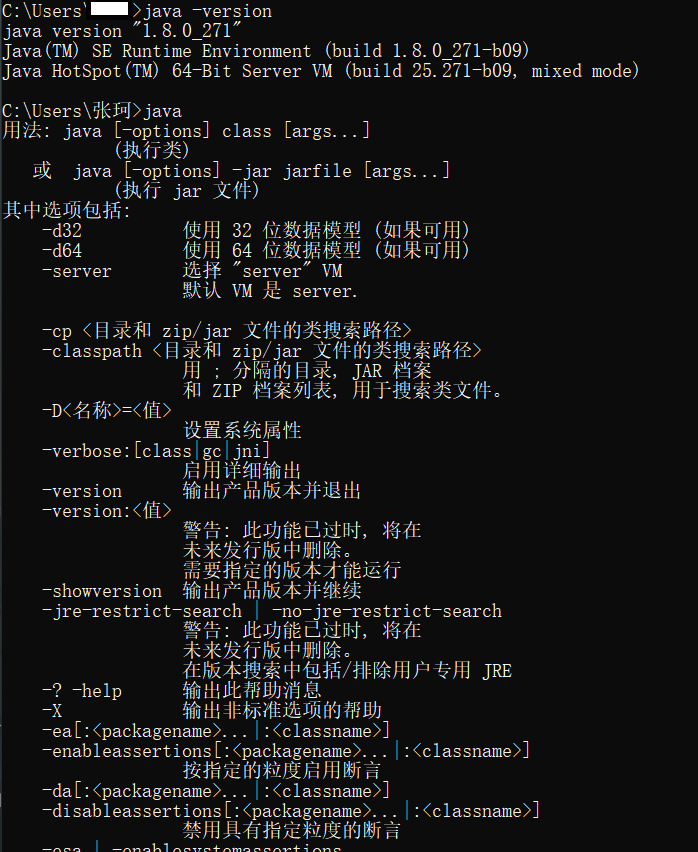 C:\Users\ >java -version
java version "1.8.0_271"
Java(TM) SE Runtime Environment (build 1.8.0_271-b09)
Java HotSpot(TM) 64-Bit Server VM (build 25.271-b09, mixed mode)
C:\Users\张珂>java
用法: java [-options] class [args...]
(执行类)
或 java [-options] -jar jarfile [args...]
(执行 jar 文件)
其中选项包括:
-d32 使用 32 位数据模型 (如果可用)
-d64 使用 64 位数据模型 (如果可用)
-server 选择 "server" VM
默认 VM 是 server.
-cp <目录和 zip/jar 文件的类搜索路径>
-classpath <目录和 zip/jar 文件的类搜索路径>
用 ; 分隔的目录, JAR 档案
和 ZIP 档案列表, 用于搜索类文件。
-D<名称>=<值>
设置系统属性
-verbose:[class|gc|jni]
启用详细输出
-version 输出产品版本并退出
-version:<值>
警告: 此功能已过时, 将在
未来发行版中删除。
需要指定的版本才能运行
-showversion 输出产品版本并继续
-jre-restrict-search | -no-jre-restrict-search
警告: 此功能已过时, 将在
未来发行版中删除。
在版本搜索中包括/排除用户专用 JRE
-? -help 输出此帮助消息
-X 输出非标准选项的帮助
-ea[:<packagename>...|:<classname>]
-enableassertions[:<packagename>...|:<classname>]
按指定的粒度启用断言
-da[:<packagename>...|:<classname>]
-disableassertions[:<packagename>...|:<classname>]
禁用具有指定粒度的断言
-esa | -enablesystemassertions